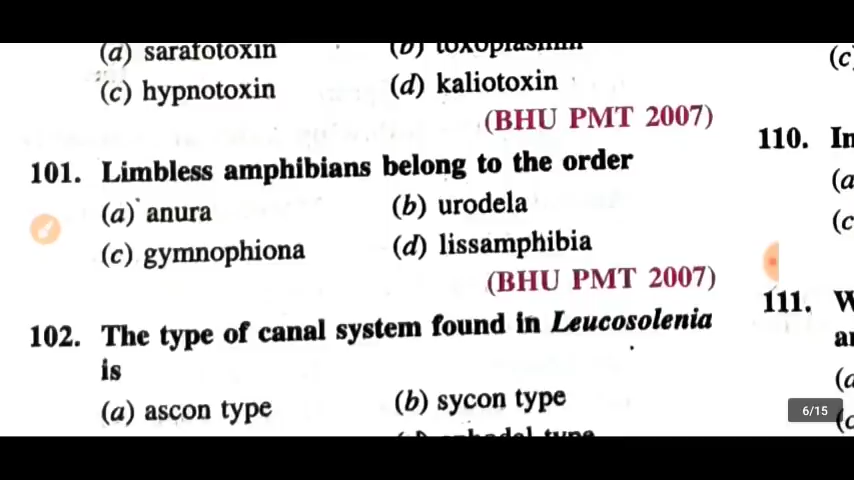 (a) sarafotoxin (b) toxoplasmin
(c) hypnotoxin (d) kaliotoxin
(BHU PMT 2007)
101. Limbless amphibians belong to the order
(a) anura (b) urodela
(c) gymnophiona (d) lissamphibia
(BHU PMT 2007)
102. The type of canal system found in Leucosolenia
is
(a) ascon type (b) sycon type
type
(c
110. In
(a
(c
111. W
a
(a
(c
6/15